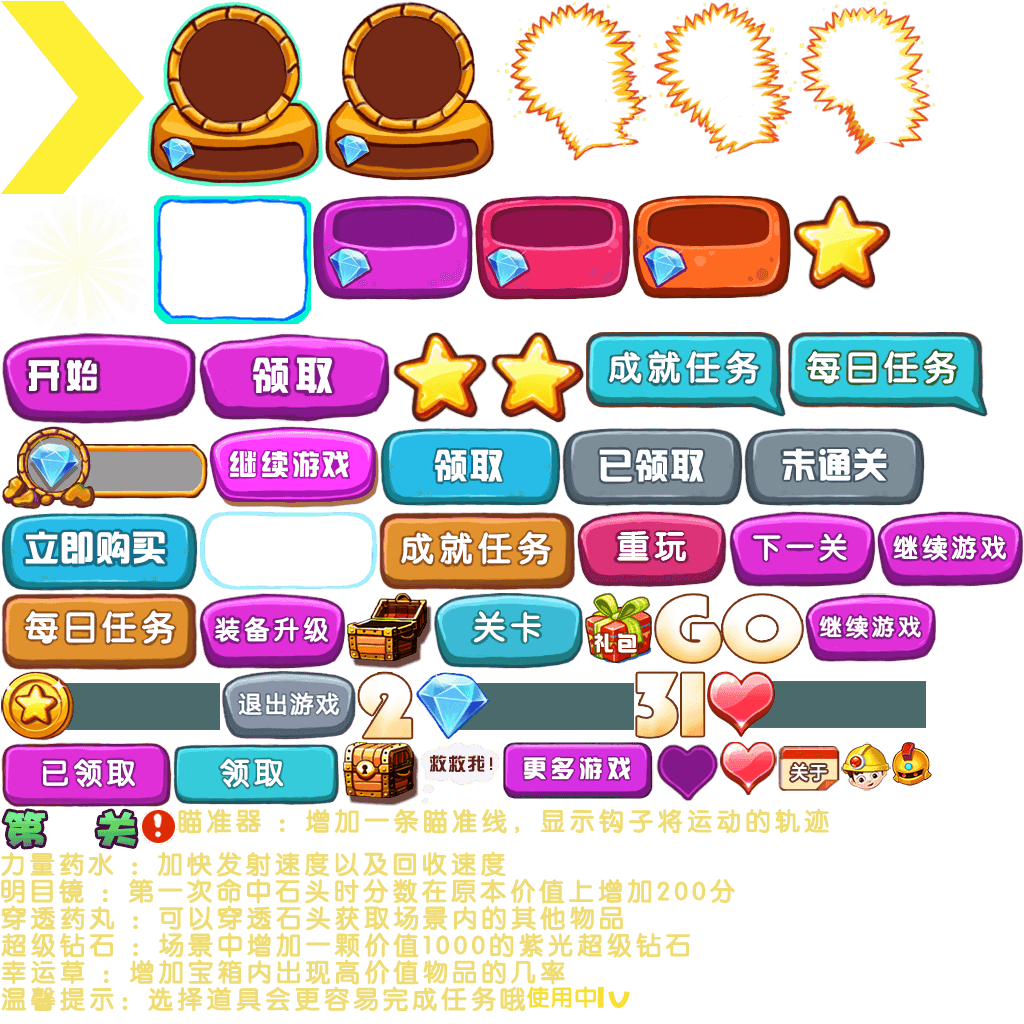 开始
领取
成就任务
每日任务
继续游戏
领取
已领取
未通关
立即购买
成就任务
重玩
下一关
继续游戏
每日任务
装备升级
关卡
礼包
GO
继续游戏
退出游戏
2
31
已领取
领取
救救我!
更多游戏
关于
第 关
!
瞄准器 : 增加一条瞄准线, 显示钩子将运动的轨迹
力量药水 : 加快发射速度以及回收速度
明目镜 : 第一次命中石头时分数在原本价值上增加200分
穿透药丸 : 可以穿透石头获取场景内的其他物品
超级钻石 : 场景中增加一颗价值1000的紫光超级钻石
幸运草 : 增加宝箱内出现高价值物品的几率
温馨提示: 选择道具会更容易完成任务哦
使用中lv